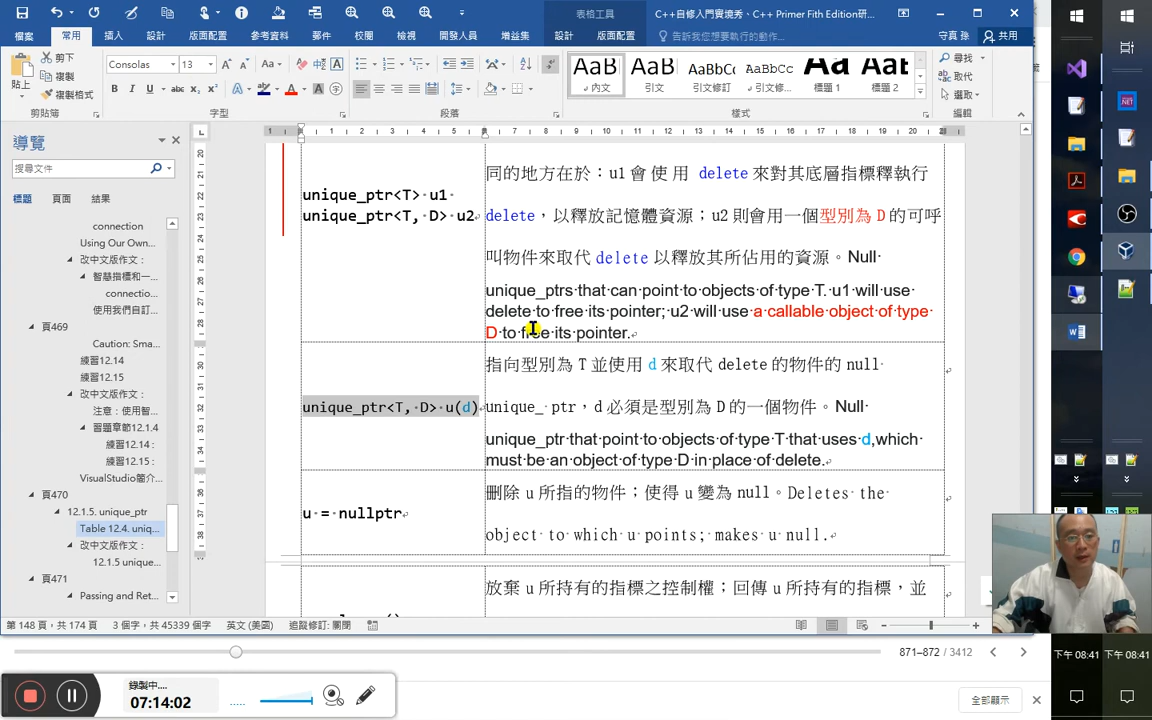 表格工具
C++自修入門實境秀、C++ Primer Fith Edition研...
檔案
常用
插入
設計
版面配置
參考資料
郵件
校閱
檢視
開發人員
增益集
設計
版面配置
告訴我您想要執行的動作...
守真 孫
共用
貼上
剪下
複製
複製格式
剪貼簿
Consolas
13
字型
段落
AaB
內文
AaB
引文
AaBbC
引文修訂
AaBbCc
引文修...
Aa
標題 1
AaB
標題 2
樣式
尋找
取代
選取
編輯
導覽
搜尋文件
標題
頁面
結果
connection
Using Our Own...
改中文版作文：
智慧指標和一...
connectio...
使用我們自訂...
頁469
Caution: Sma...
練習12.14
練習12.15
改中文版作文：
注意：使用智...
習題章節12.1.4
練習12.14：
練習12.15：
VisualStudio簡介...
頁470
12.1.5. unique_ptr
Table 12.4. uniq...
改中文版作文：
12.1.5 unique...
頁471
Passing and Ret...
unique_ptr<T> u1
unique_ptr<T, D> u2
同的地方在於：u1 會 使 用 delete 來對其底層指標釋執行
delete，以釋放記憶體資源；u2 則會用一個型別為 D 的可呼
叫物件來取代 delete 以釋放其所佔用的資源。Null
unique_ptrs that can point to objects of type T. u1 will use
delete to free its pointer; u2 will use a callable object of type
D to free its pointer.
unique_ptr<T, D> u(d)
指向型別為 T 並使用 d 來取代 delete 的物件的 null
unique_ ptr，d 必須是型別為 D 的一個物件。Null
unique_ptr that point to objects of type T that uses d,which
must be an object of type D in place of delete.
u = nullptr
刪除 u 所指的物件；使得 u 變為 null。Deletes the
object to which u points; makes u null.
放棄 u 所持有的指標之控制權；回傳 u 所持有的指標，並
第 148 頁，共 174 頁
3 個字，共 45339 個字
英文 (美國)
追蹤修訂: 關閉
871–872 / 3412
錄製中....
07:14:02
全部顯示
下午 08:41
下午 08:41